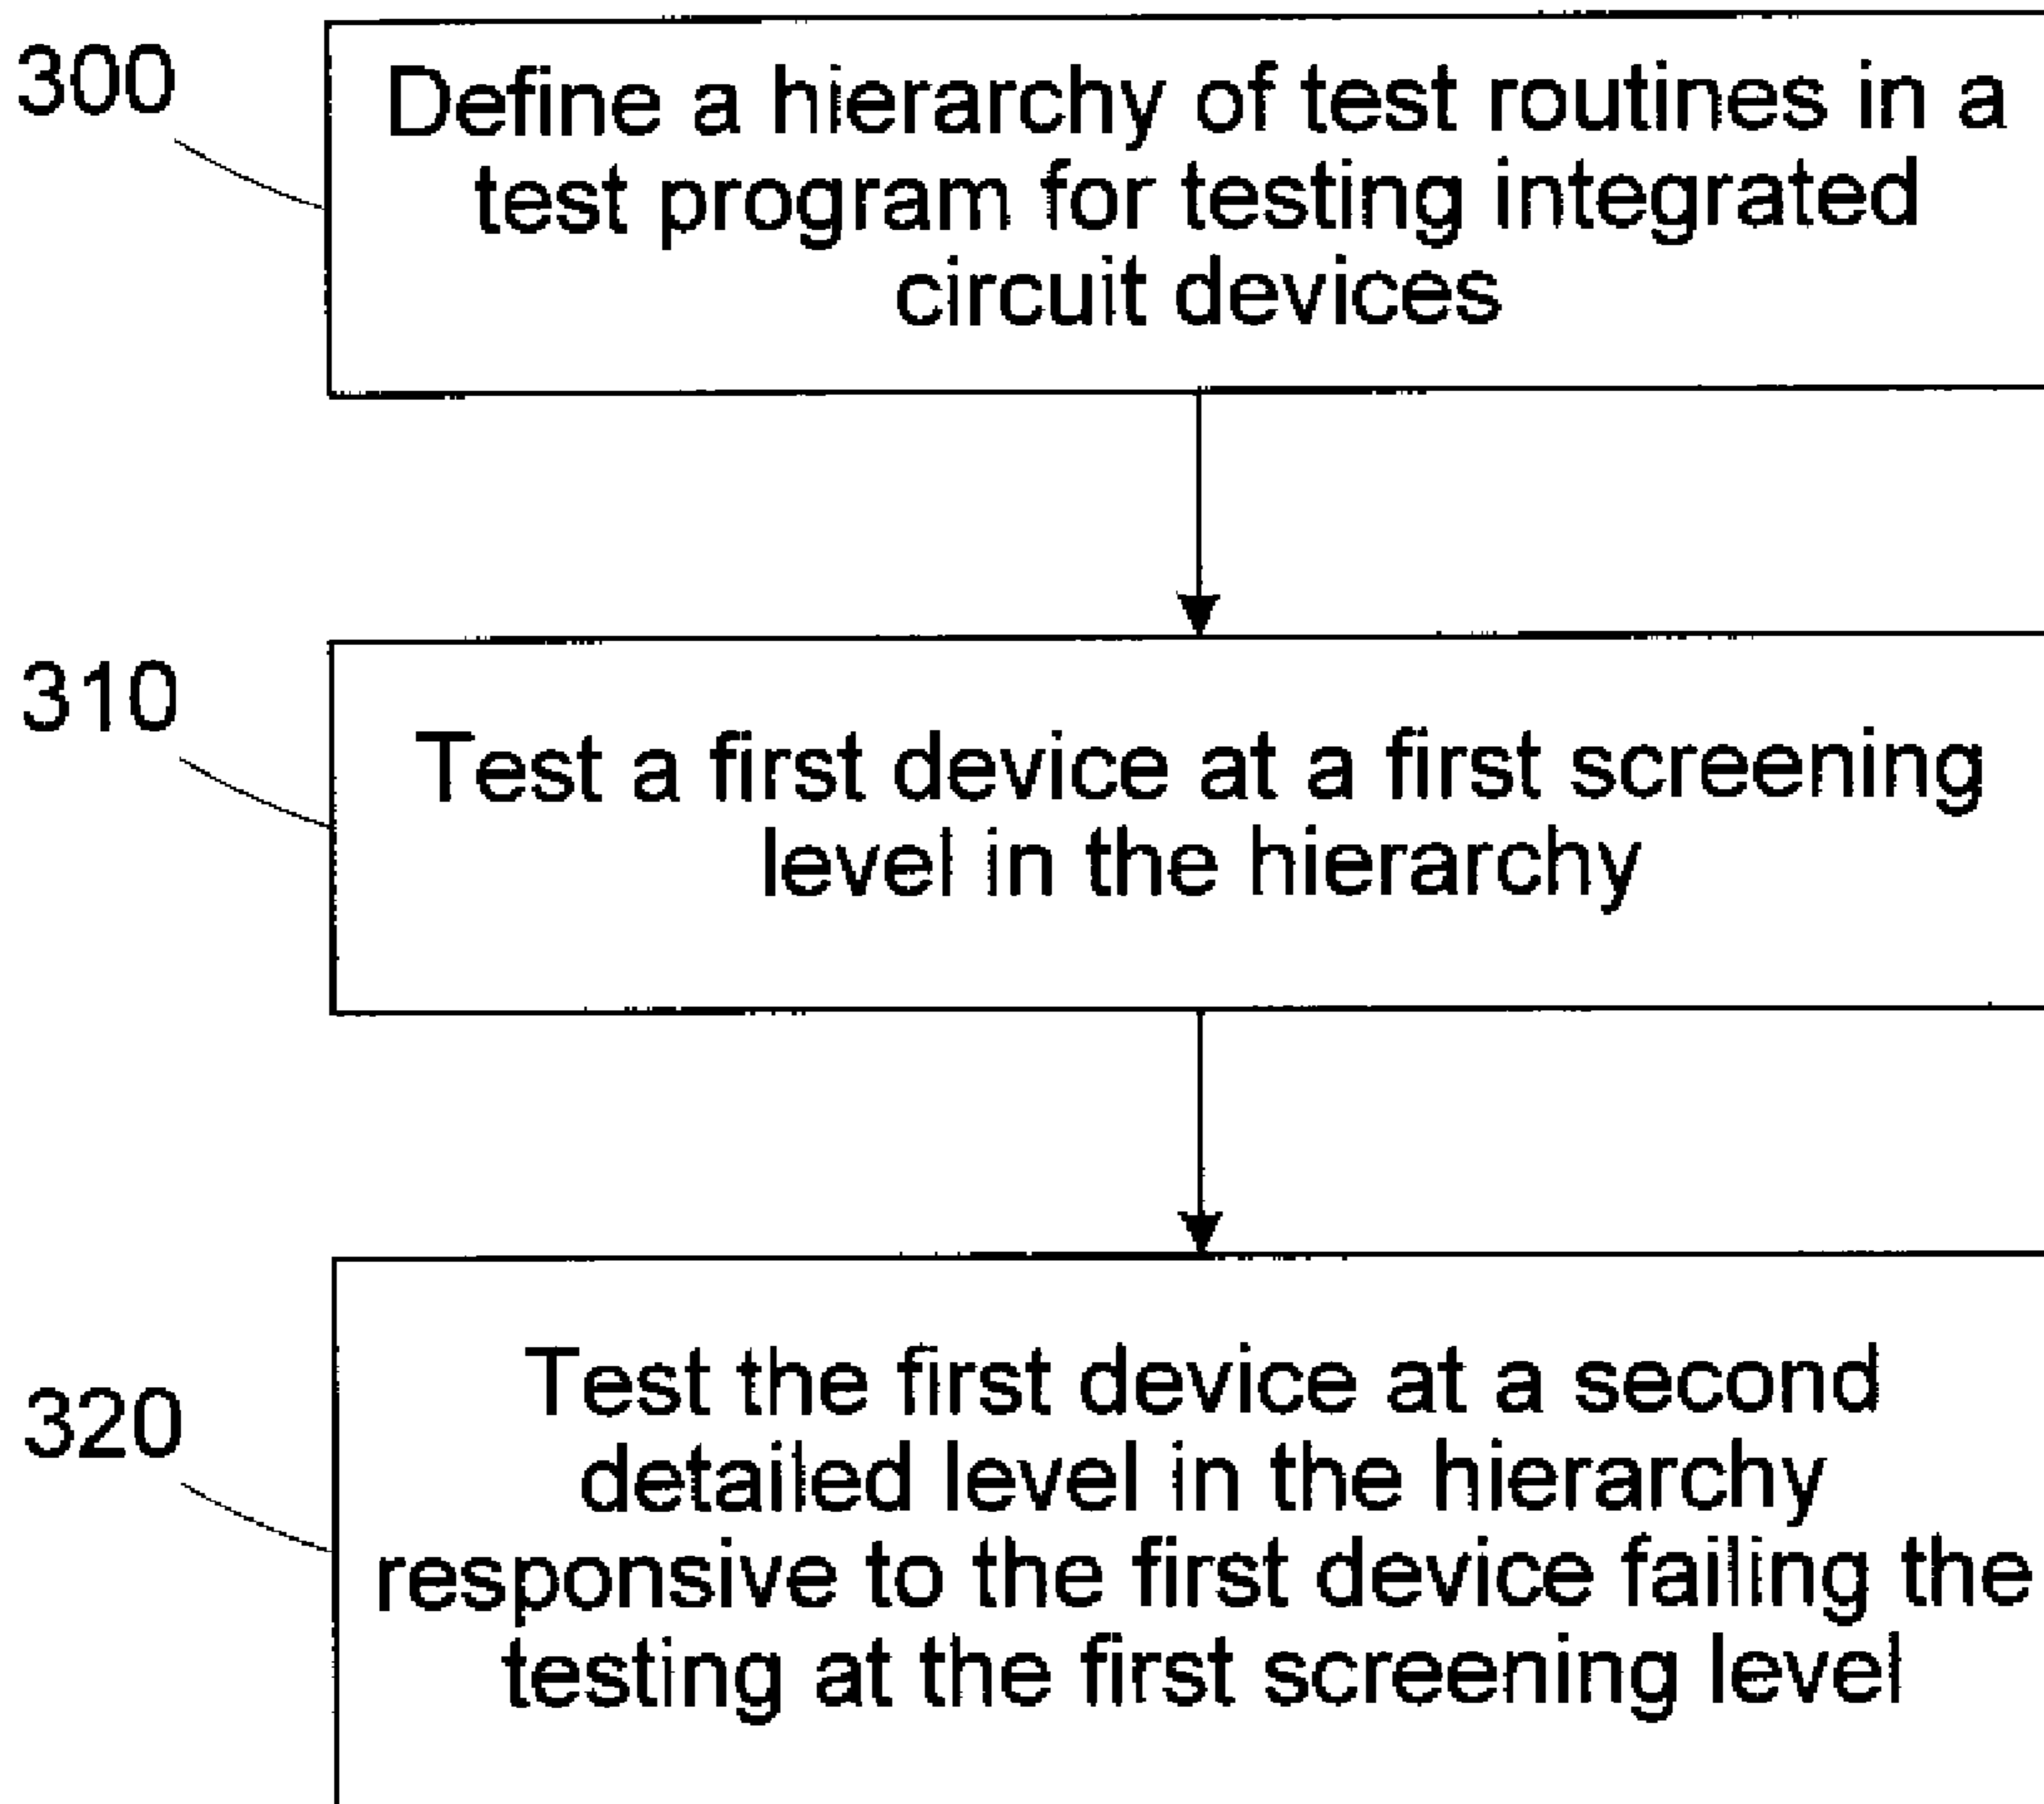 300
Define a hierarchy of test routines in a
test program for testing integrated
circuit devices
310
Test a first device at a first screening
level in the hierarchy
320
Test the first device at a second
detailed level in the hierarchy
responsive to the first device failing the
testing at the first screening level